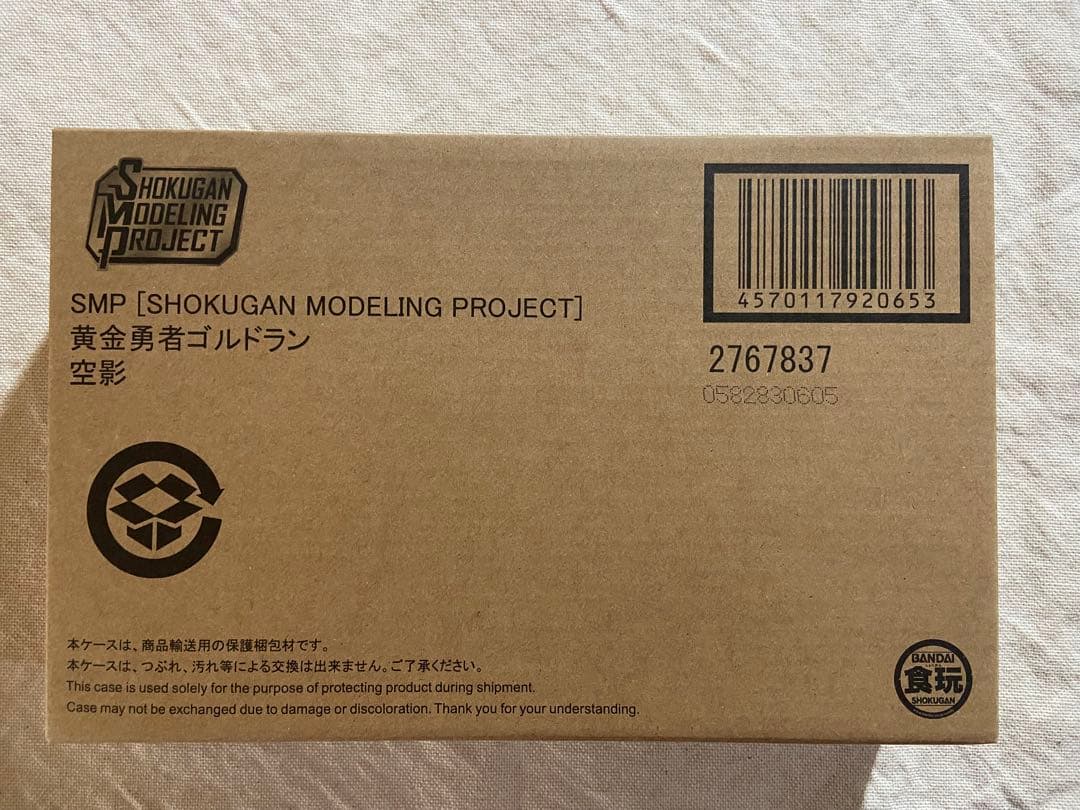 SHOKUGAN
MODELING
PROJECT
SMP [SHOKUGAN MODELING PROJECT]
黄金勇者ゴルドラン
空影
4570117920653
2767837
0582830605
本ケースは、商品輸送用の保護梱包材です。
本ケースは、つぶれ、汚れ等による交換は出来ません。ご了承ください。
This case is used solely for the purpose of protecting product during shipment.
Case may not be exchanged due to damage or discoloration. Thank you for your understanding.
BANDAI
食玩
SHOKUGAN